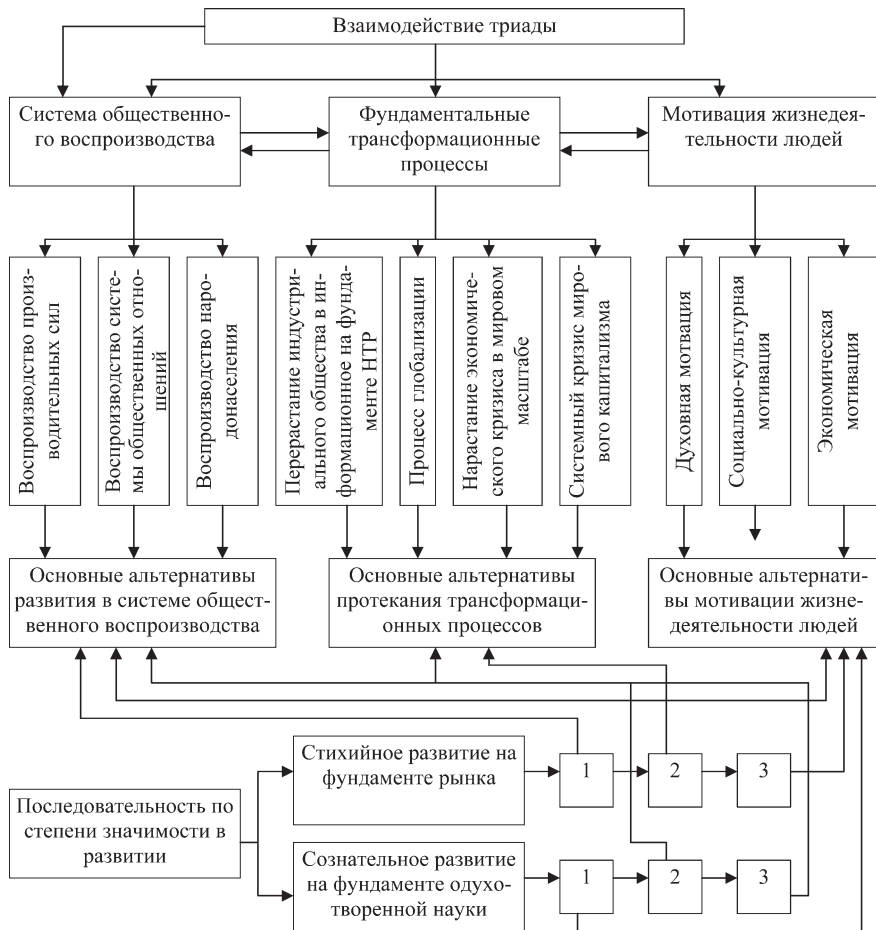 Взаимодействие триады
Система общественно-
го воспроизводства
Фундаментальные
трансформационные
процессы
Мотивация жизнедея-
тельности людей
Воспроизводство произ-
водительных сил
Воспроизводство систе-
мы общественных отно-
шений
Воспроизводство наро-
донаселения
Перерастание индустри-
ального общества в ин-
формационное на фунда-
менте НТР
Процесс глобализации
Нарастание экономиче-
ского кризиса в мировом
масштабе
Системный кризис миро-
вого капитализма
Духовная мотвация
Социально-культурная
мотивация
Экономическая
мотивация
Основные альтернативы
развития в системе общест-
венного воспроизводства
Основные альтернативы
протекания трансформаци-
онных процессов
Основные альтернати-
вы мотивации жизне-
деятельности людей
Последовательность по
степени значимости в
развитии
Стихийное развитие на
фундаменте рынка
1
2
3
Сознательное развитие
на фундаменте одухо-
творенной науки
1
2
3